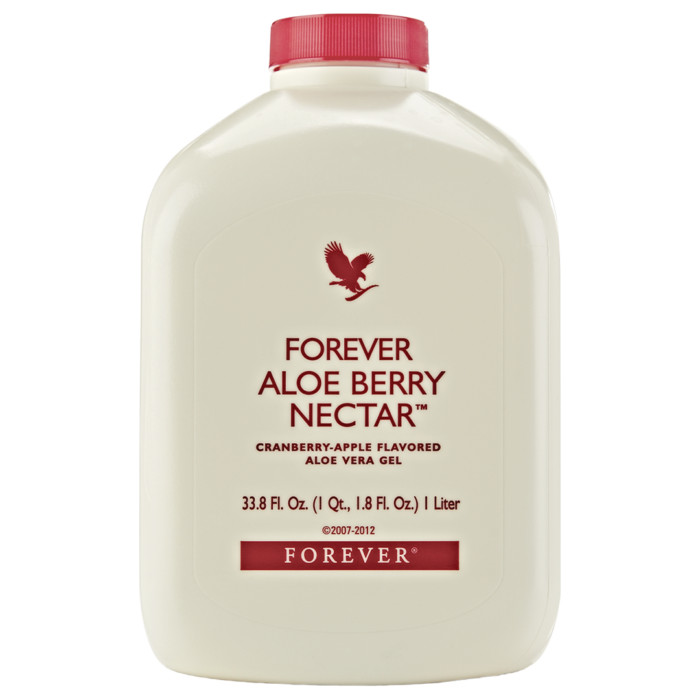 FOREVER
ALOE BERRY
NECTAR™
CRANBERRY-APPLE FLAVORED
ALOE VERA GEL
33.8 Fl. Oz. (1 Qt., 1.8 Fl. Oz.) 1 Liter
©2007-2012
FOREVER®